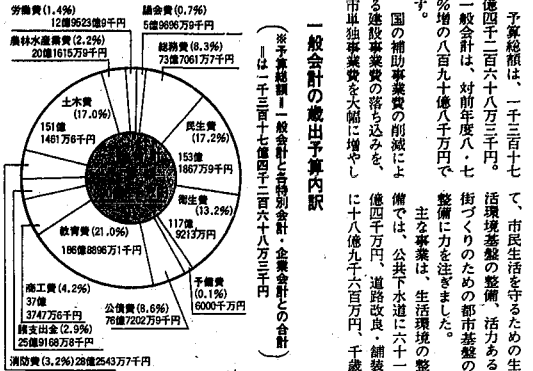 予算総額は、一千三百十七
億四千二百六十八万三千円。
一般会計は、対前年度八・七
%増の八百九十億八千万円で
す。
国の補助事業費の削減によ
る建設事業費の落ち込みを、
市単独事業費を大幅に増やし
て、市民生活を守るための生
活環境基盤の整備、活力ある
街づくりのための都市基盤の
整備に力を注ぎました。
主な事業は、生活環境の整
備では、公共下水道に六十一
億四千万円、道路改良・舗装
に十八億九千六百万円、千歳
一般会計の歳出予算内訳
(※予算総額＝一般会計と各特別会計・企業会計との合計
＝は一千三百十七億四千二百六十八万三千円)
議会費(0.7%)
5億9696万9千円
総務費(8.3%)
73億7061万7千円
民生費
(17.2%)
153億
1867万9千円
衛生費
(13.2%)
117億
9213万円
予備費
(0.1%)
6000千万円
公債費(8.6%)
76億7202万9千円
教育費(21.0%)
186億8896万1千円
消防費(3.2%)28億2543万7千円
諸支出金(2.9%)
25億9168万8千円
商工費(4.2%)
37億
3747万6千円
土木費
(17.0%)
151億
1461万6千円
農林水産業費(2.2%)
20億1615万9千円
労働費(1.4%)
12億9523億9千円